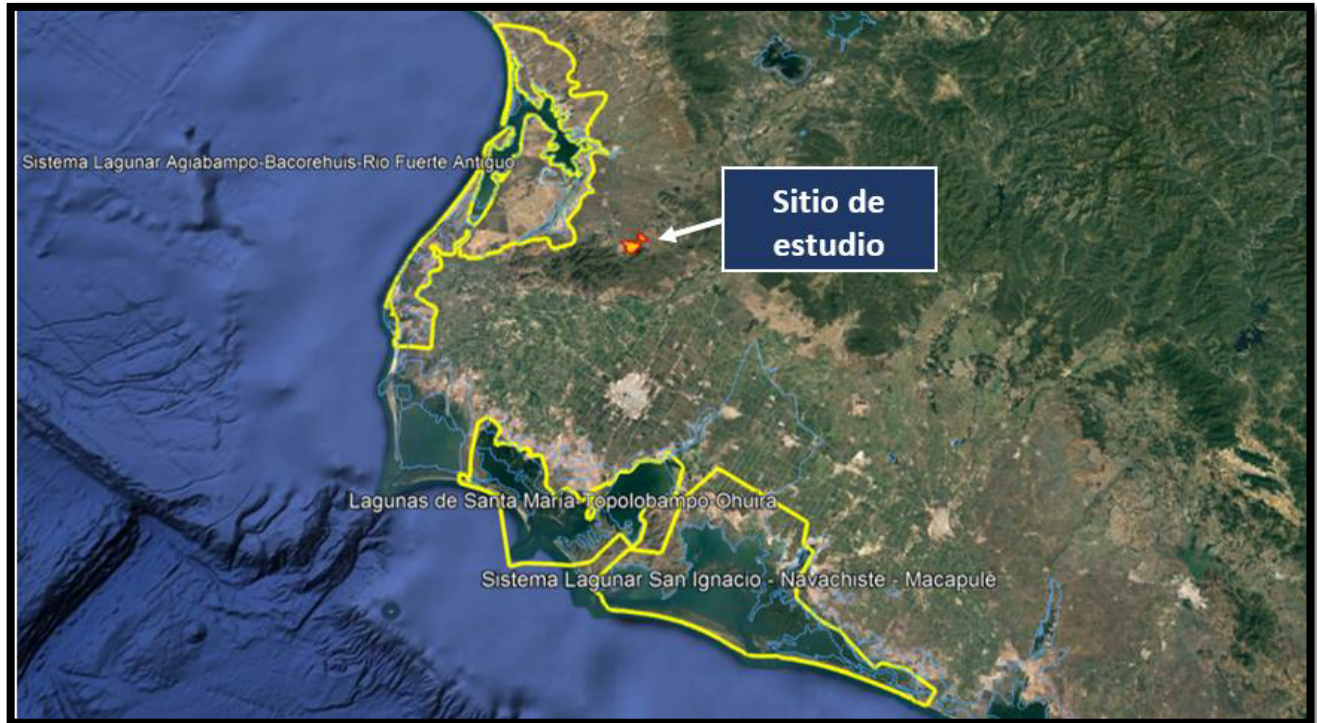 Sistema Lagunar Agiabampo-Bacorehuis-Rio Fuerte Antiguo
Sitio de
estudio
Lagunas de Santa María-Topolobampo-Ohuira
Sistema Lagunar San Ignacio - Navachiste - Macapule